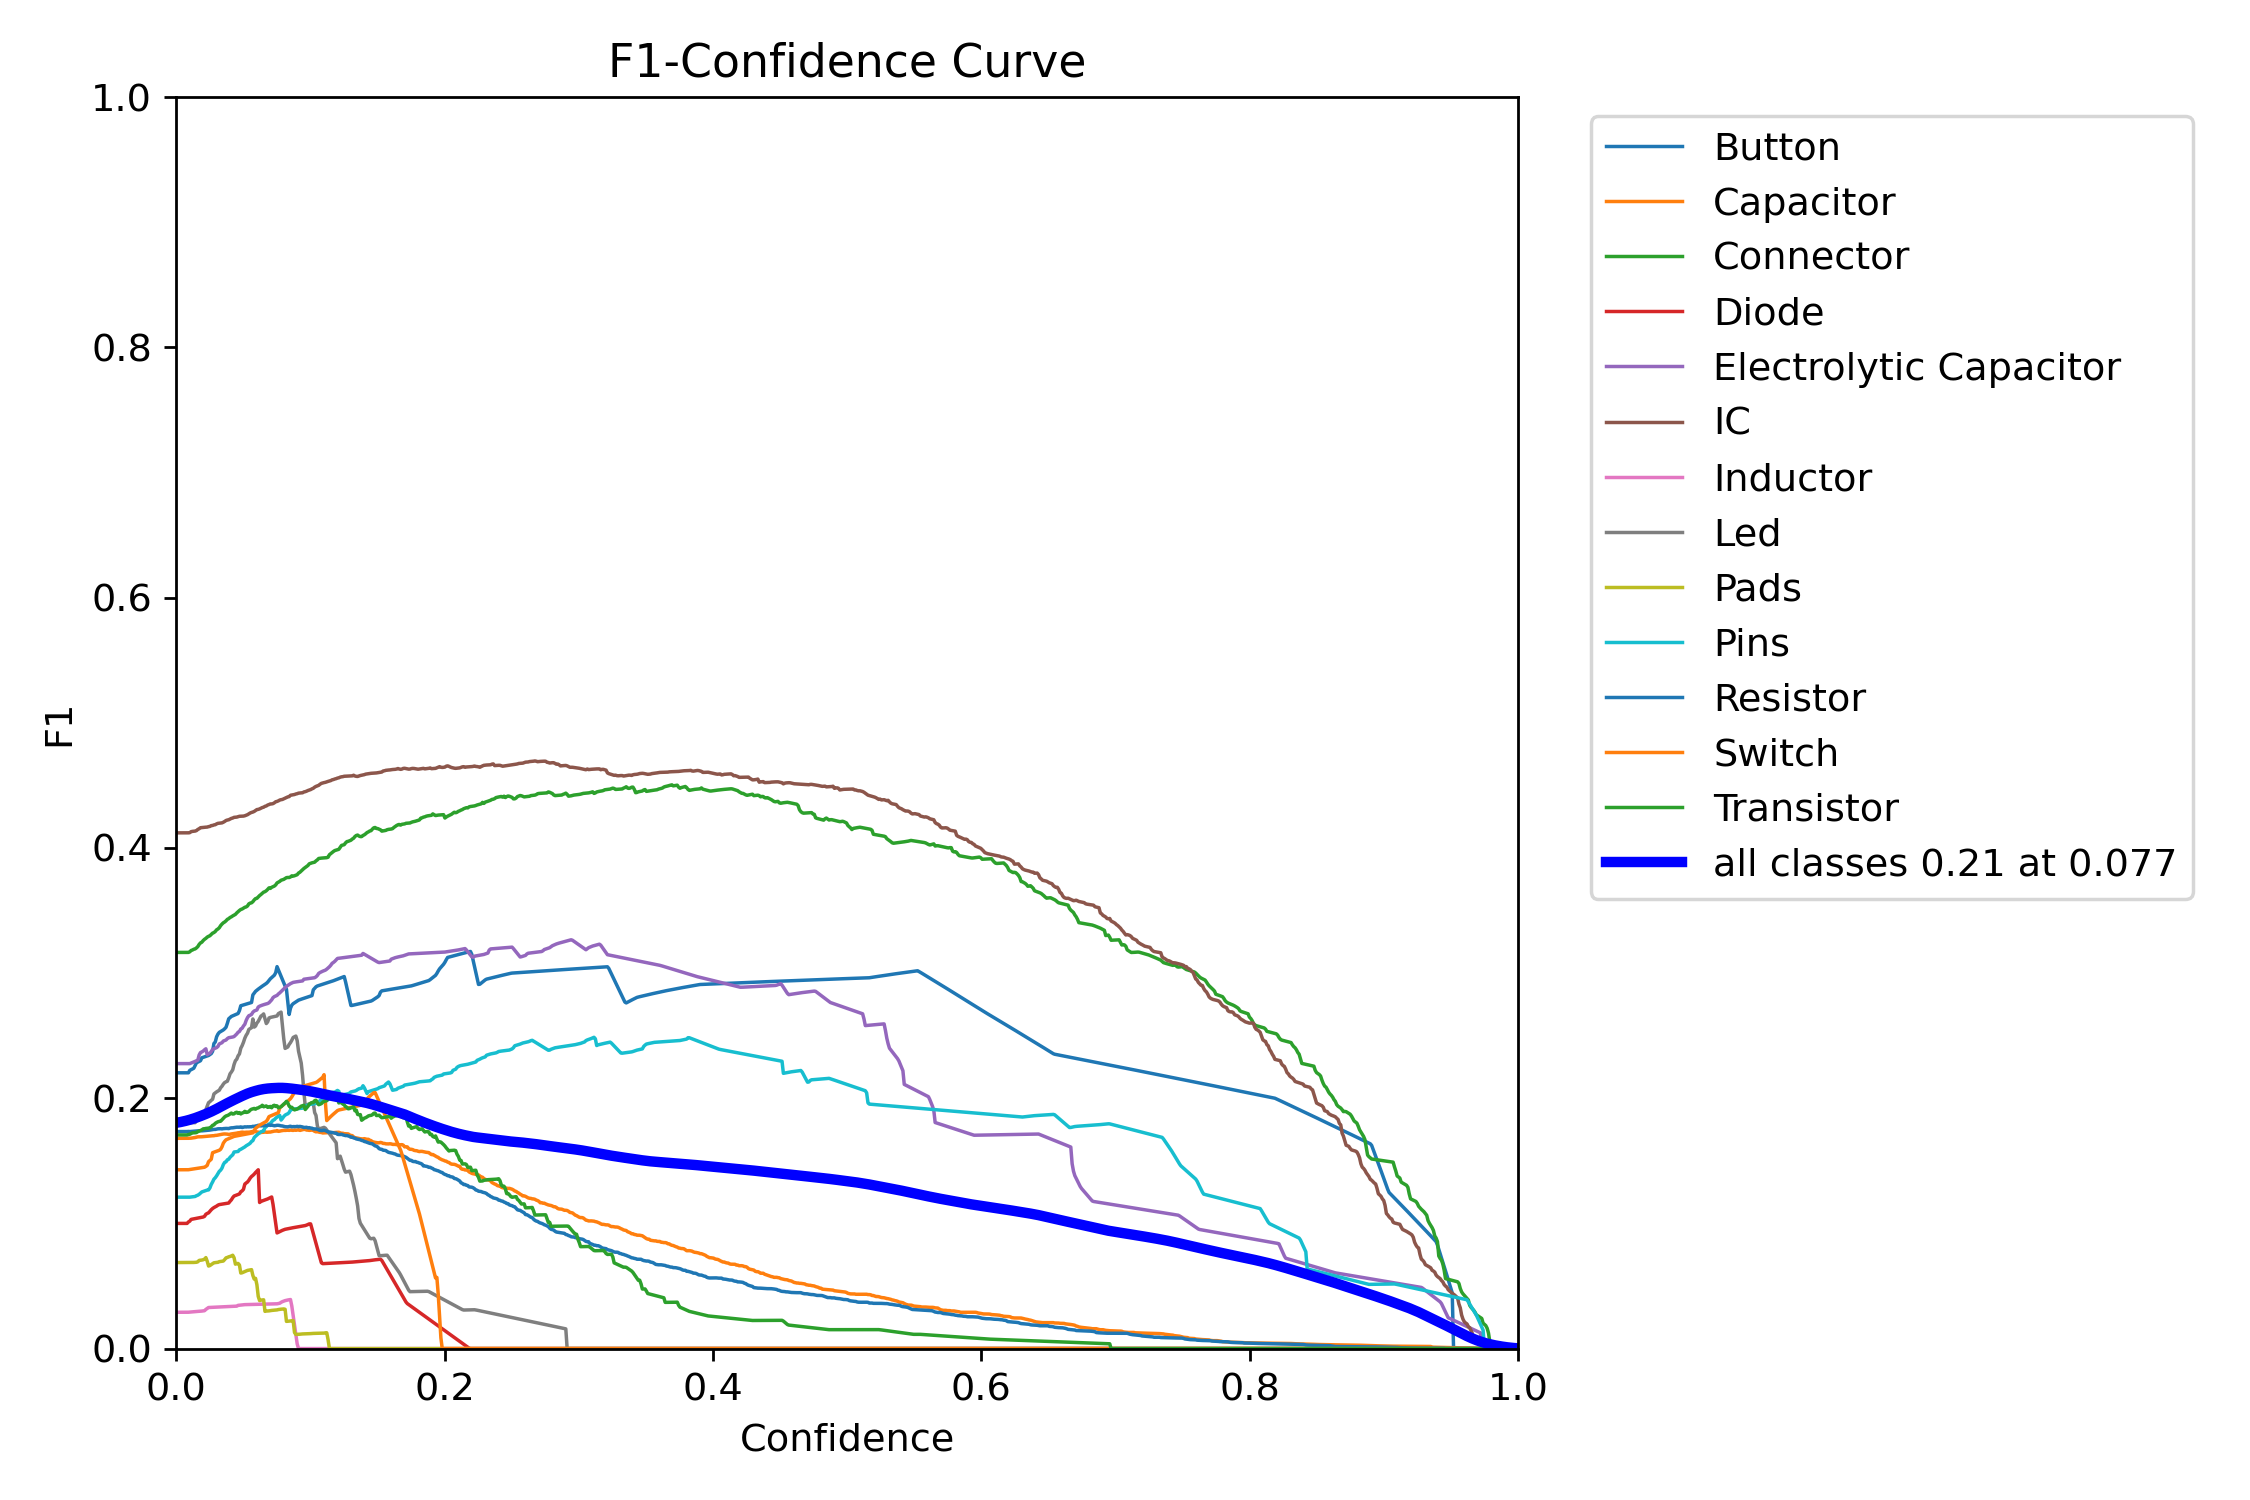 F1-Confidence Curve
1.0
0.8
0.6
0.4
0.2
0.0
F1
0.0 0.2 0.4 0.6 0.8 1.0
Confidence
Button
Capacitor
Connector
Diode
Electrolytic Capacitor
IC
Inductor
Led
Pads
Pins
Resistor
Switch
Transistor
all classes 0.21 at 0.077